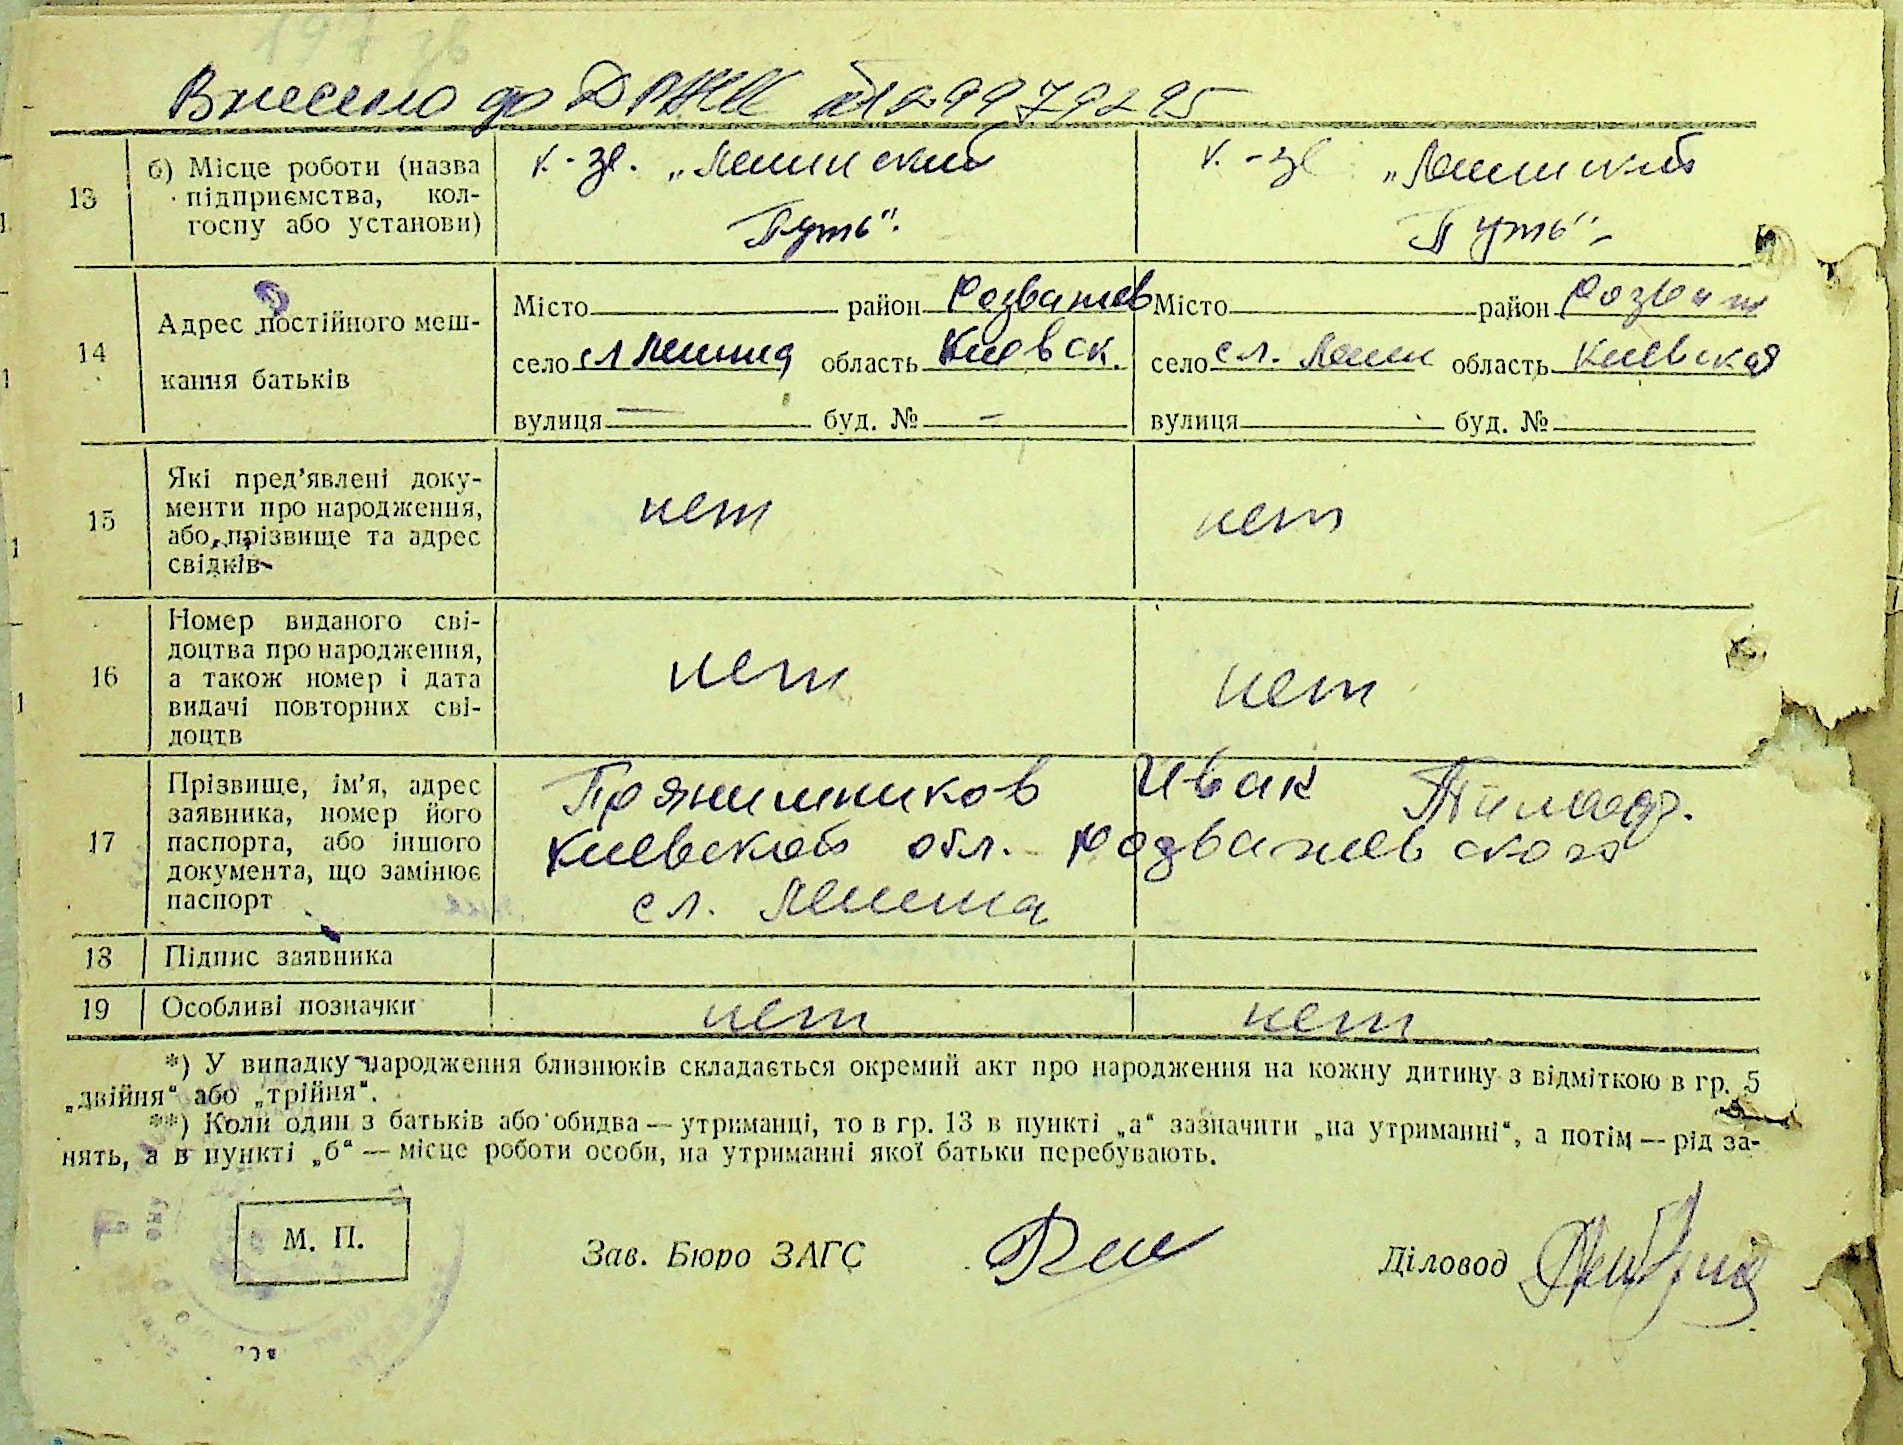 Внесено до ДРАЦС
13 б) Місце роботи (назва підприємства, колгоспу або установи)
к.-зе. „Ленинский Путь“.
к.-зе „Ленинский Путь“
14 Адрес постійного мешкання батьків
Місто район Розважев
село сл Ленина область Киевск.
вулиця — буд. № —
Місто район Розваж
село сл. Ленин область Киевская
вулиця буд. №
15 Які пред’явлені документи про народження, або прізвище та адрес свідків
нет нет
16 Номер виданого свідоцтва про народження, а також номер і дата видачі повторних свідоцтв
нет нет
17 Прізвище, ім’я, адрес заявника, номер його паспорта, або іншого документа, що замінює паспорт
Прянишников Иван
Киевской обл. Розважевского
сл. Ленина
18 Підпис заявника
19 Особливі позначки
нет нет
*) У випадку народження близнюків складається окремий акт про народження на кожну дитину з відміткою в гр. 5
„двійня“ або „трійня“.
**) Коли один з батьків або обидва — утриманці, то в гр. 13 в пункті „а“ зазначити „на утриманні“, а потім — рід за-
нять, а в пункті „б“ — місце роботи особи, на утриманні якої батьки перебувають.
М. П.
Зав. Бюро ЗАГС
Діловод